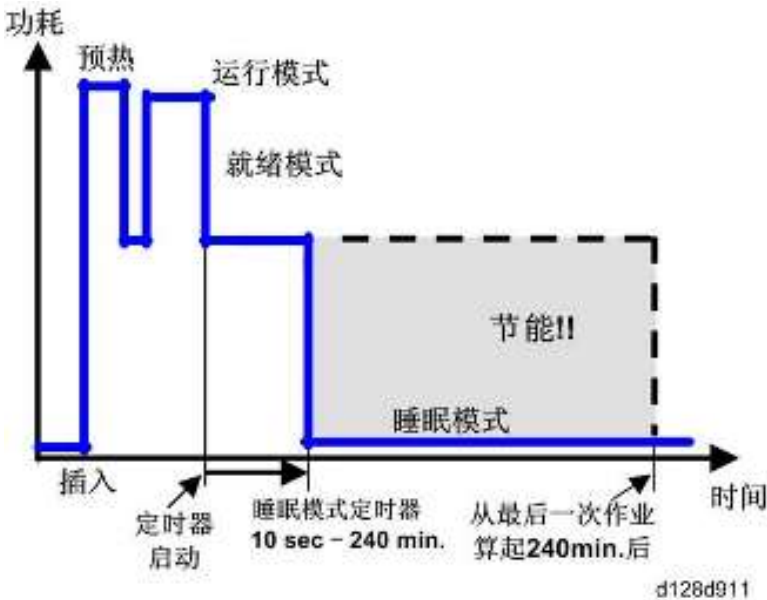 功耗
预热
运行模式
就绪模式
节能!!
睡眠模式
插入
时间
定时器
启动
睡眠模式定时器
10 sec – 240 min.
从最后一次作业
算起240min.后
d128d911